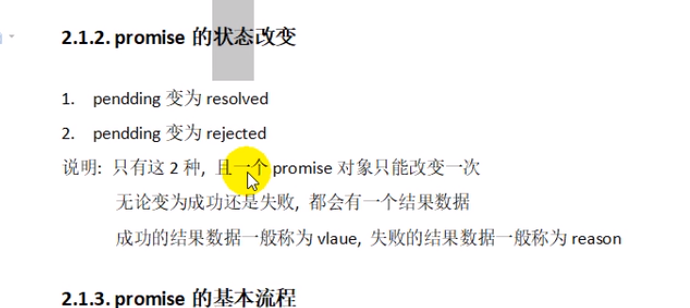 2.1.2. promise 的状态改变
1. pendding 变为 resolved
2. pendding 变为 rejected
说明: 只有这 2 种, 且一个 promise 对象只能改变一次
无论变为成功还是失败, 都会有一个结果数据
成功的结果数据一般称为 vlaue, 失败的结果数据一般称为 reason
2.1.3. promise 的基本流程